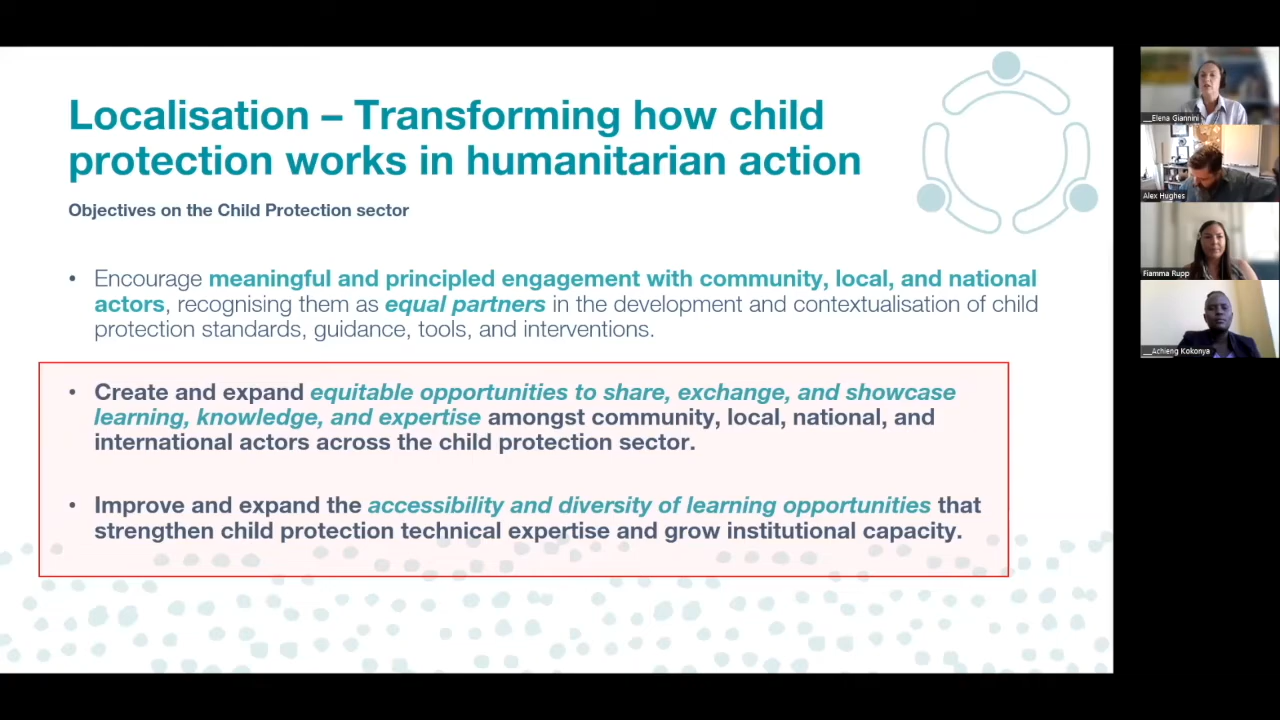 Localisation – Transforming how child
protection works in humanitarian action
Objectives on the Child Protection sector
• Encourage meaningful and principled engagement with community, local, and national
actors, recognising them as equal partners in the development and contextualisation of child
protection standards, guidance, tools, and interventions.
• Create and expand equitable opportunities to share, exchange, and showcase
learning, knowledge, and expertise amongst community, local, national, and
international actors across the child protection sector.
• Improve and expand the accessibility and diversity of learning opportunities that
strengthen child protection technical expertise and grow institutional capacity.
__Elena Giannini
Alex Hughes
Fiamma Rupp
__Achieng Kokonya